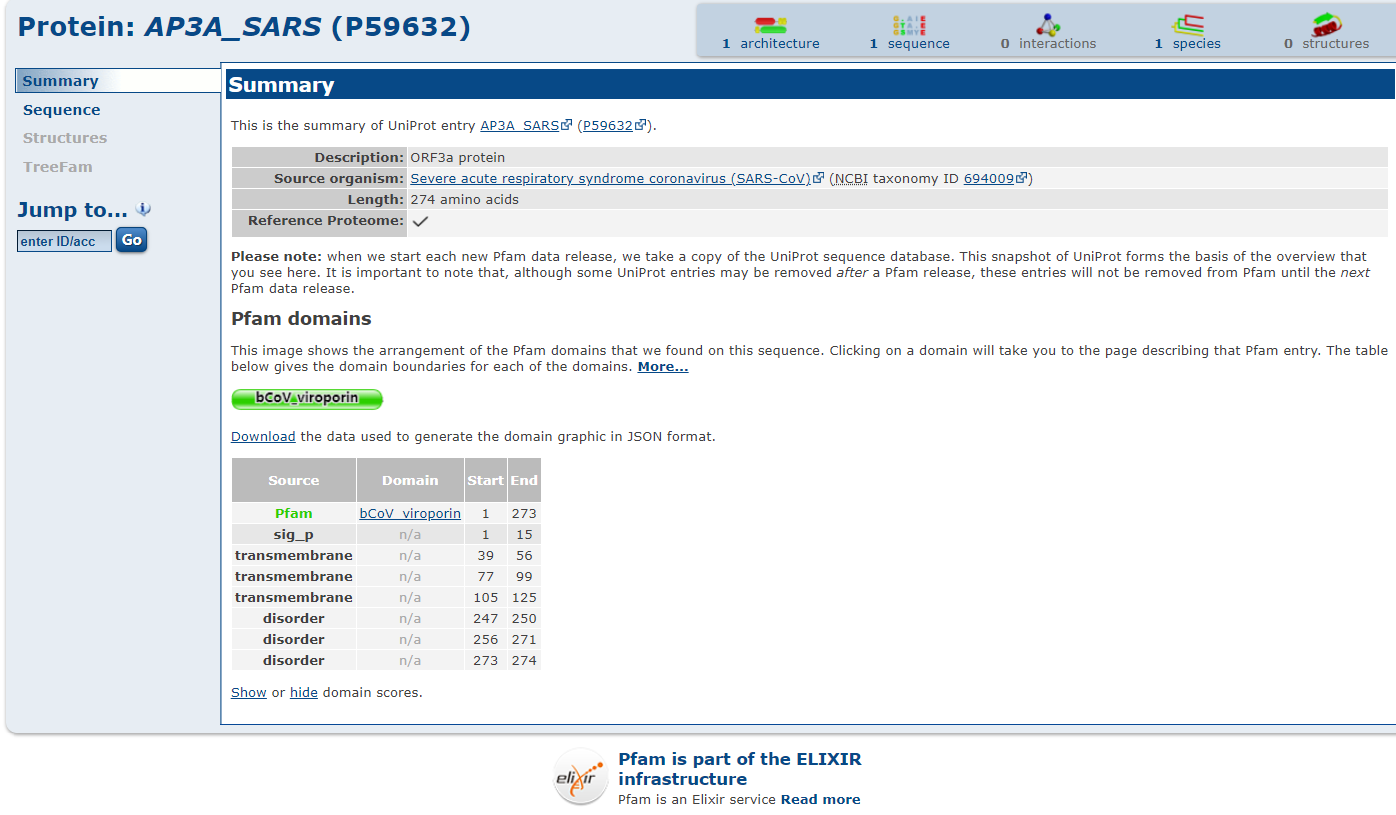 Protein: AP3A_SARS (P59632)
1 architecture 1 sequence 0 interactions 1 species 0 structures
Summary
Sequence
Structures
TreeFam
Jump to...
enter ID/acc Go
Summary
This is the summary of UniProt entry AP3A_SARS (P59632).
Description: ORF3a protein
Source organism: Severe acute respiratory syndrome coronavirus (SARS-CoV) (NCBI taxonomy ID 694009)
Length: 274 amino acids
Reference Proteome: ✓
Please note: when we start each new Pfam data release, we take a copy of the UniProt sequence database. This snapshot of UniProt forms the basis of the overview that
you see here. It is important to note that, although some UniProt entries may be removed after a Pfam release, these entries will not be removed from Pfam until the next
Pfam data release.
Pfam domains
This image shows the arrangement of the Pfam domains that we found on this sequence. Clicking on a domain will take you to the page describing that Pfam entry. The table
below gives the domain boundaries for each of the domains. More...
bCoV_viroporin
Download the data used to generate the domain graphic in JSON format.
Source Domain Start End
Pfam bCoV_viroporin 1 273
sig_p n/a 1 15
transmembrane n/a 39 56
transmembrane n/a 77 99
transmembrane n/a 105 125
disorder n/a 247 250
disorder n/a 256 271
disorder n/a 273 274
Show or hide domain scores.
elixir
Pfam is part of the ELIXIR
infrastructure
Pfam is an Elixir service Read more